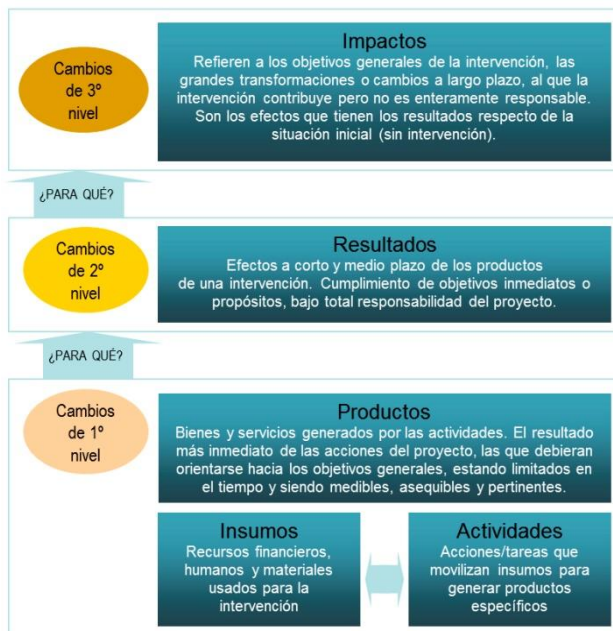 Cambios
de 3º
nivel
Impactos
Refieren a los objetivos generales de la intervención, las
grandes transformaciones o cambios a largo plazo, al que la
intervención contribuye pero no es enteramente responsable.
Son los efectos que tienen los resultados respecto de la
situación inicial (sin intervención).
¿PARA QUÉ?
Cambios
de 2º
nivel
Resultados
Efectos a corto y medio plazo de los productos
de una intervención. Cumplimiento de objetivos inmediatos o
propósitos, bajo total responsabilidad del proyecto.
¿PARA QUÉ?
Cambios
de 1º
nivel
Productos
Bienes y servicios generados por las actividades. El resultado
más inmediato de las acciones del proyecto, las que debieran
orientarse hacia los objetivos generales, estando limitados en
el tiempo y siendo medibles, asequibles y pertinentes.
Insumos
Recursos financieros,
humanos y materiales
usados para la
intervención
Actividades
Acciones/tareas que
movilizan insumos para
generar productos
específicos